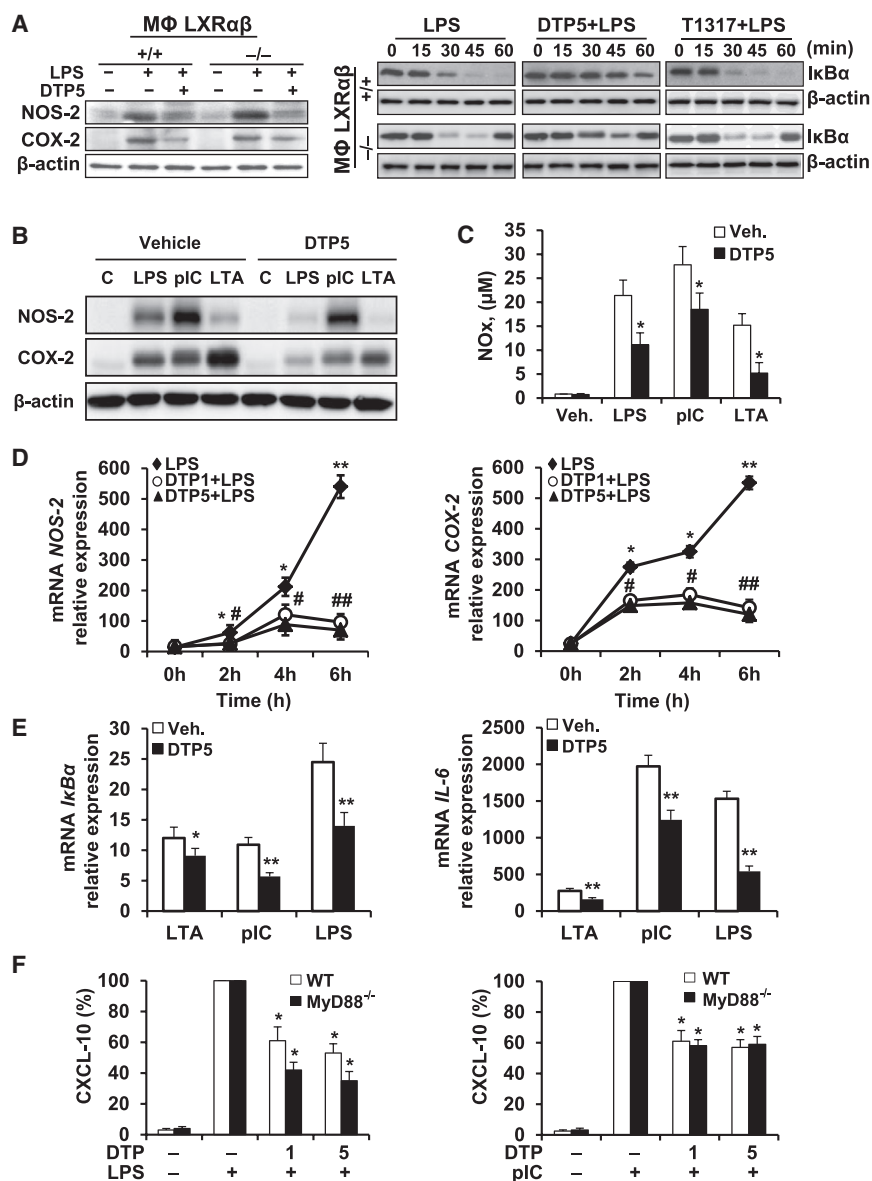 A
MΦ LXRαβ
+/+ –/–
LPS – + + – + +
DTP5 – – + – – +
NOS-2
COX-2
β-actin
LPS DTP5+LPS T1317+LPS
0 15 30 45 60 0 15 30 45 60 0 15 30 45 60 (min)
MΦ LXRαβ
+/+
–/–
IκBα
β-actin
IκBα
β-actin
B
Vehicle DTP5
C LPS pIC LTA C LPS pIC LTA
NOS-2
COX-2
β-actin
C
NOx, (μM)
35
30
25
20
15
10
5
0
Veh.
DTP5
* * *
Veh. LPS pIC LTA
D
mRNA NOS-2
relative expression
600
500
400
300
200
100
0
LPS
DTP1+LPS
DTP5+LPS
* # * # ** ##
0h 2h 4h 6h
Time (h)
mRNA COX-2
relative expression
600
500
400
300
200
100
0
LPS
DTP1+LPS
DTP5+LPS
* # * # ** ##
0h 2h 4h 6h
Time (h)
E
mRNA IκBα
relative expression
30
25
20
15
10
5
0
Veh.
DTP5
* ** **
LTA pIC LPS
mRNA IL-6
relative expression
2500
2000
1500
1000
500
0
Veh.
DTP5
** ** **
LTA pIC LPS
F
CXCL-10 (%)
100
80
60
40
20
0
WT
MyD88-/-
* * * *
DTP – – 1 5
LPS – + + +
CXCL-10 (%)
100
80
60
40
20
0
WT
MyD88-/-
* * * *
DTP – – 1 5
pIC – + + +